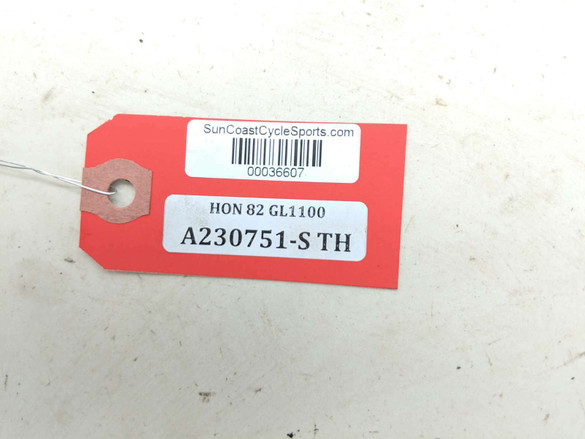 SunCoastCycleSports.com
00036607
HON 82 GL1100
A230751-S TH